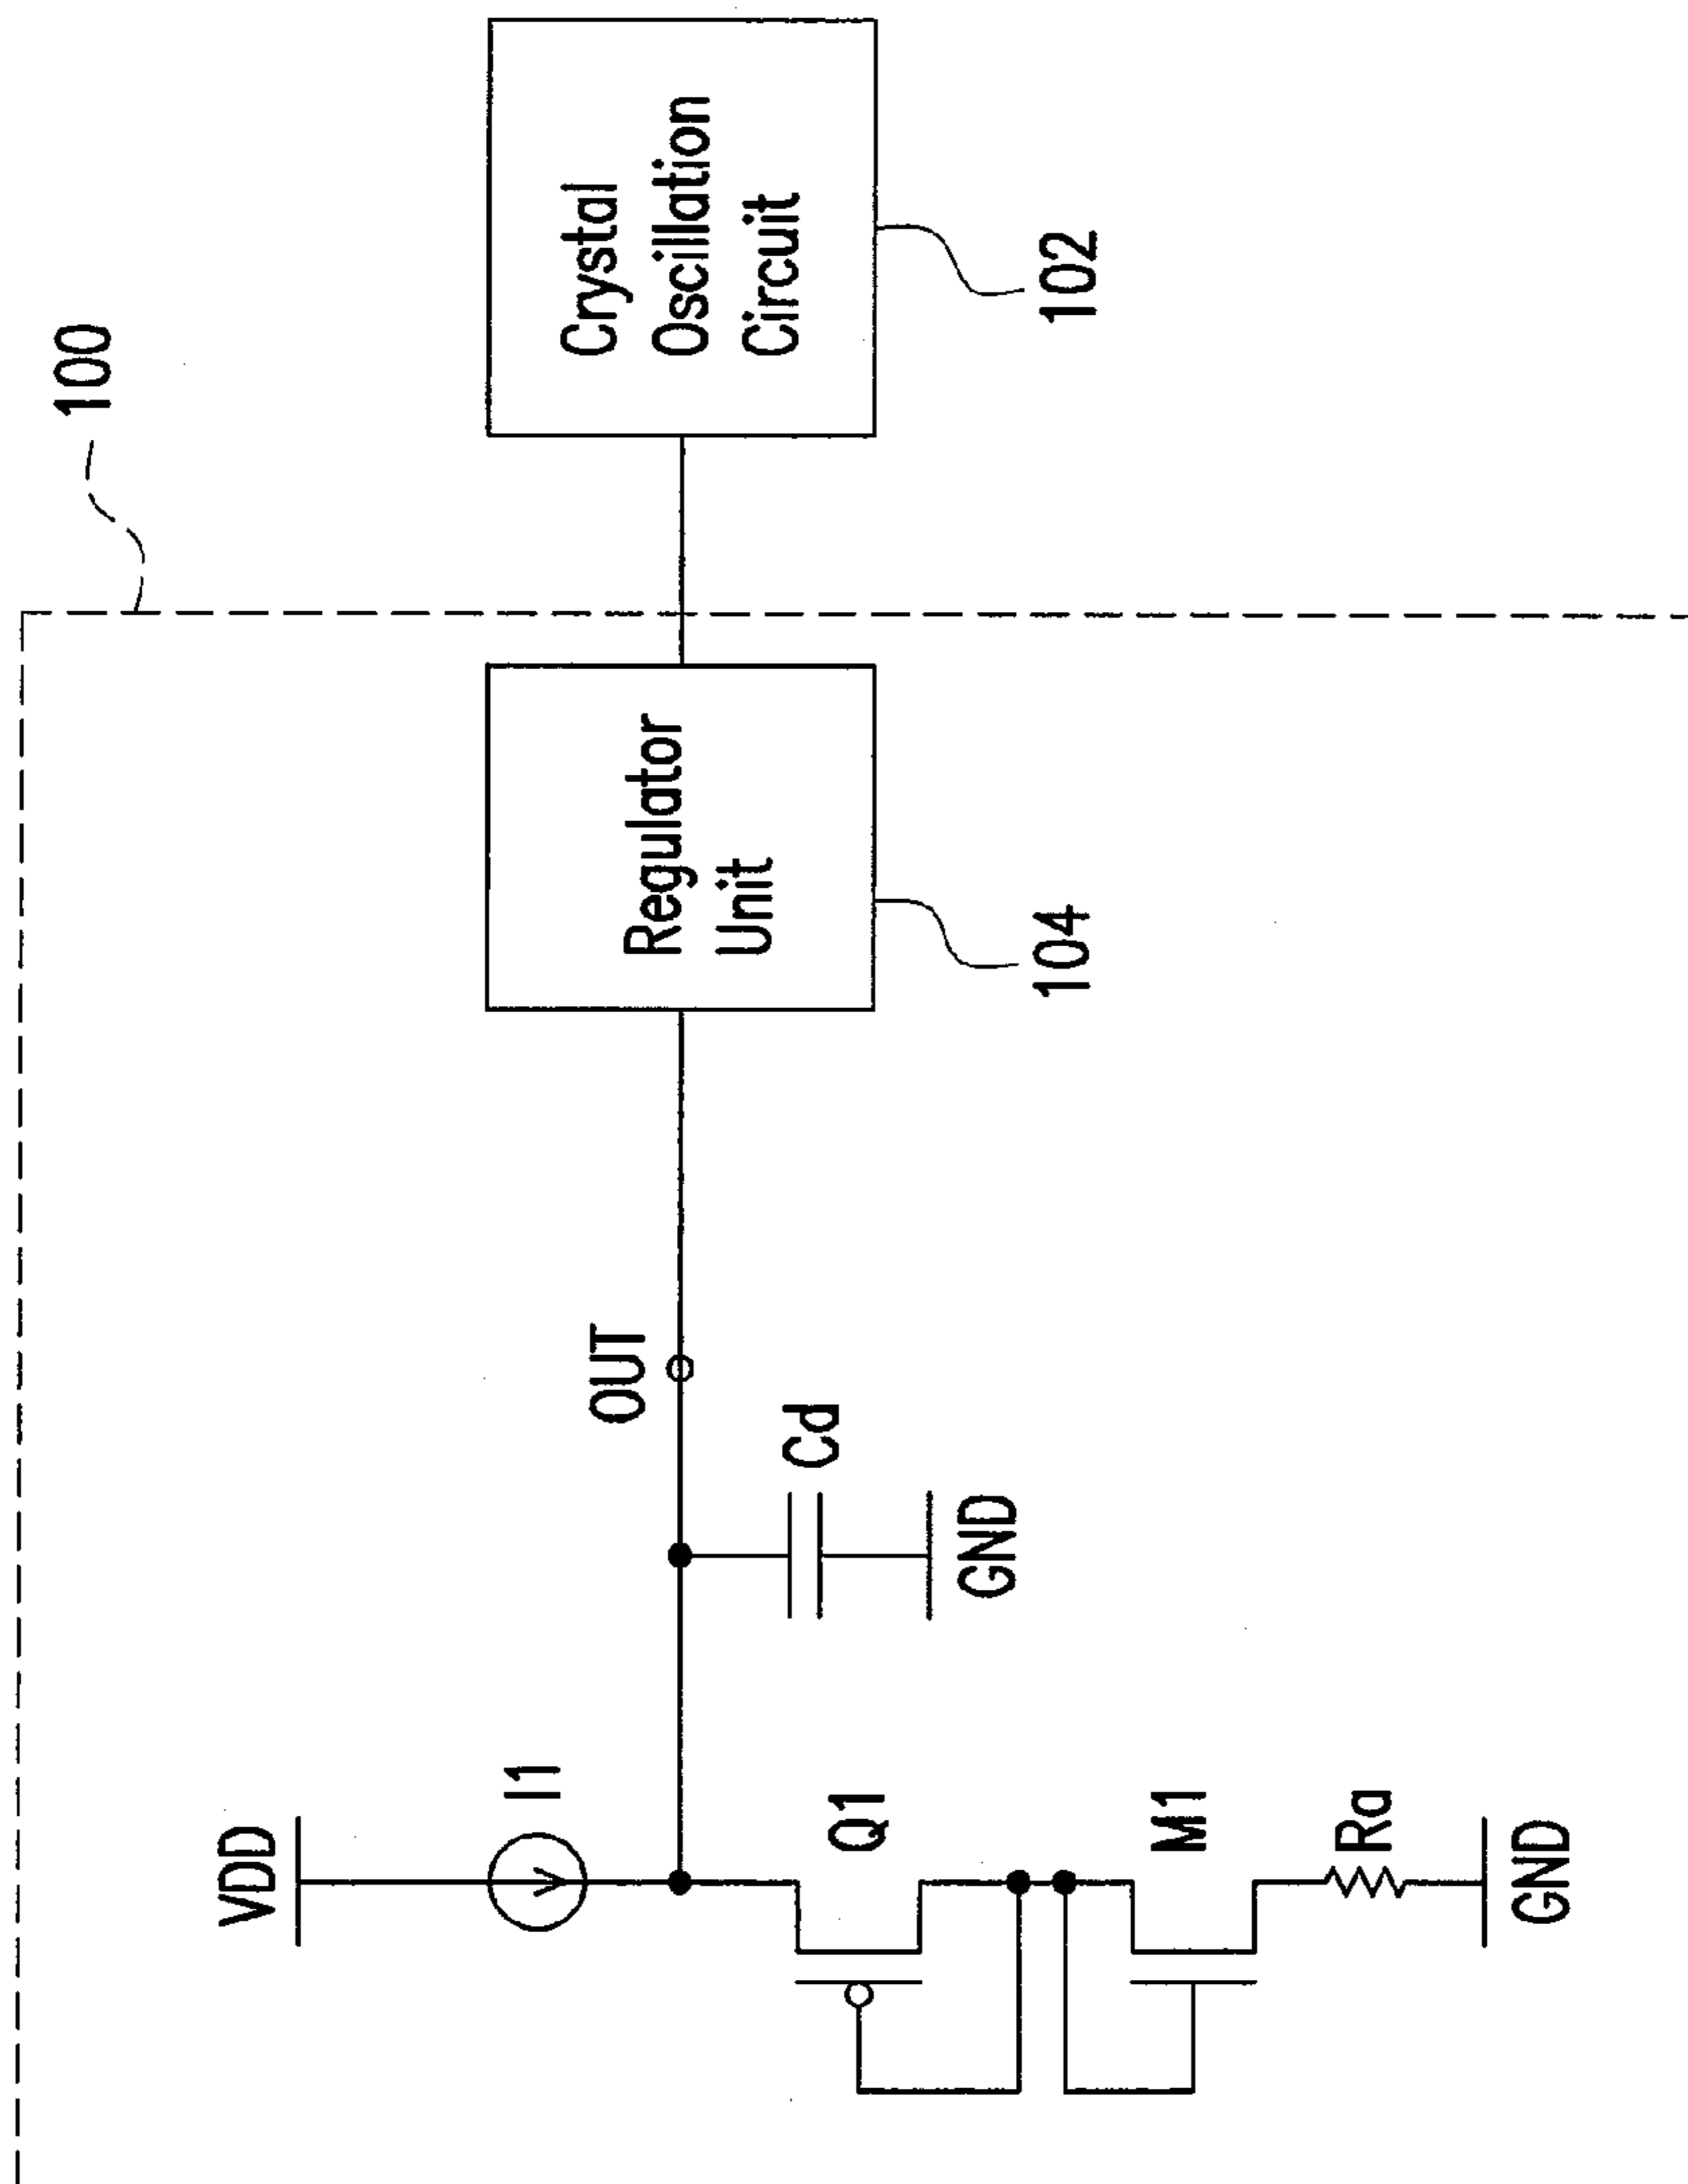 100
VDD
I1
OUT
Regulator
Unit
Crystal
Oscillation
Circuit
Q1
Cd
GND
104
102
M1
Ra
GND